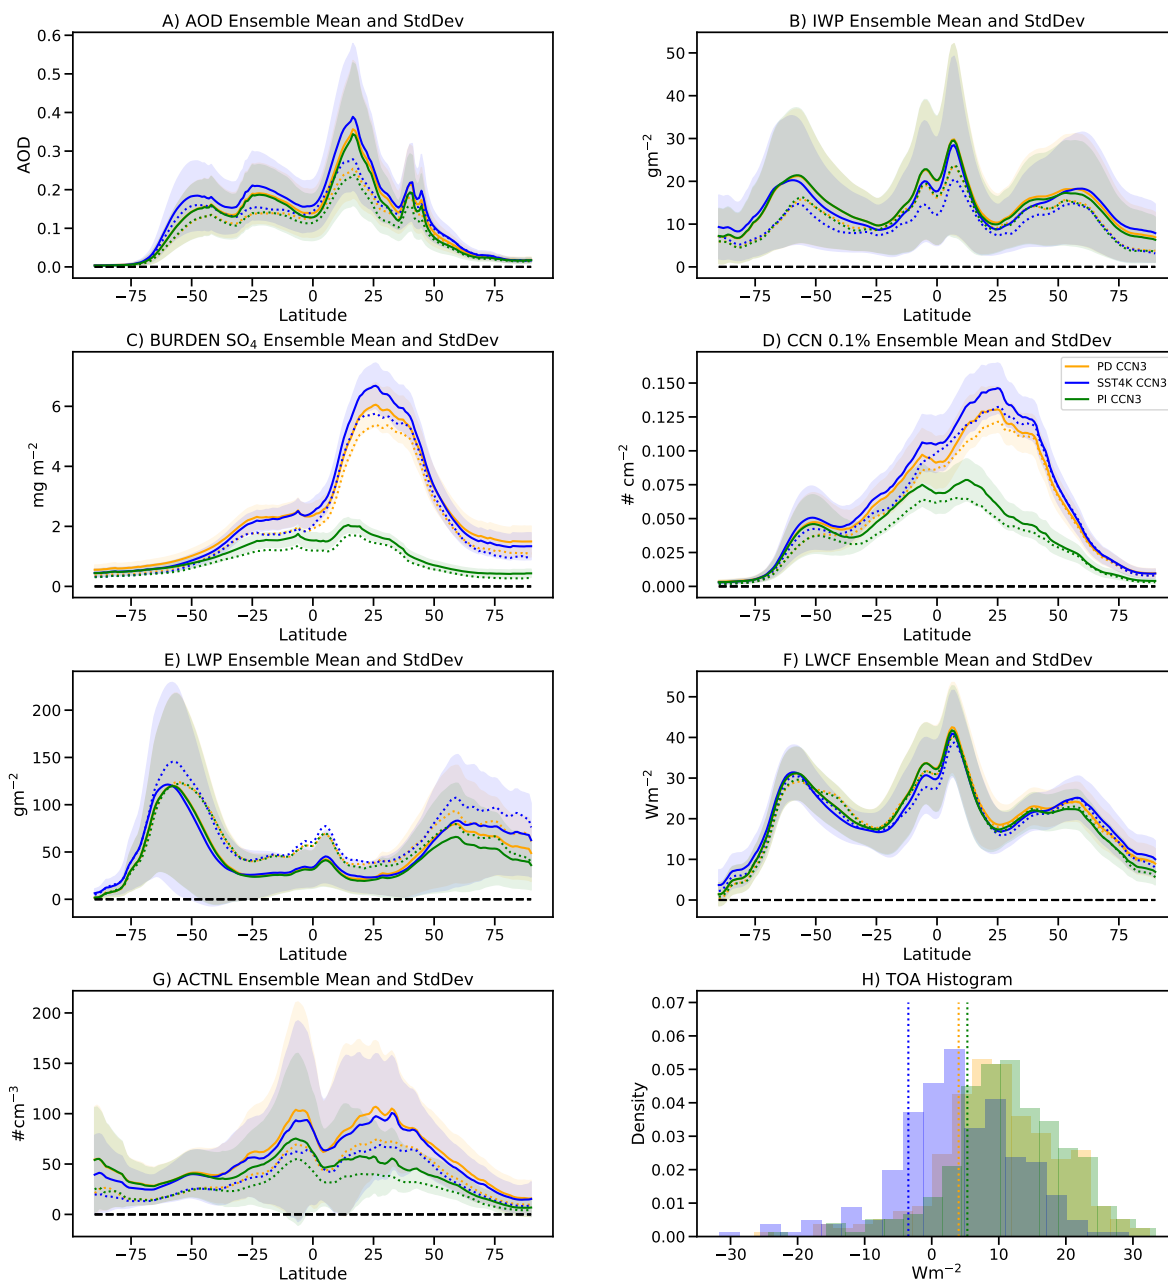 A) AOD Ensemble Mean and StdDev
0.6
0.5
0.4
0.3
0.2
0.1
0.0
AOD
−75 −50 −25 0 25 50 75
Latitude
B) IWP Ensemble Mean and StdDev
50
40
30
20
10
0
gm⁻²
−75 −50 −25 0 25 50 75
Latitude
C) BURDEN SO₄ Ensemble Mean and StdDev
6
4
2
0
mg m⁻²
−75 −50 −25 0 25 50 75
Latitude
D) CCN 0.1% Ensemble Mean and StdDev
0.150
0.125
0.100
0.075
0.050
0.025
0.000
# cm⁻²
PD CCN3
SST4K CCN3
PI CCN3
−75 −50 −25 0 25 50 75
Latitude
E) LWP Ensemble Mean and StdDev
200
150
100
50
0
gm⁻²
−75 −50 −25 0 25 50 75
Latitude
F) LWCF Ensemble Mean and StdDev
50
40
30
20
10
0
Wm⁻²
−75 −50 −25 0 25 50 75
Latitude
G) ACTNL Ensemble Mean and StdDev
200
150
100
50
0
#cm⁻³
−75 −50 −25 0 25 50 75
Latitude
H) TOA Histogram
0.07
0.06
0.05
0.04
0.03
0.02
0.01
0.00
Density
−30 −20 −10 0 10 20 30
Wm⁻²